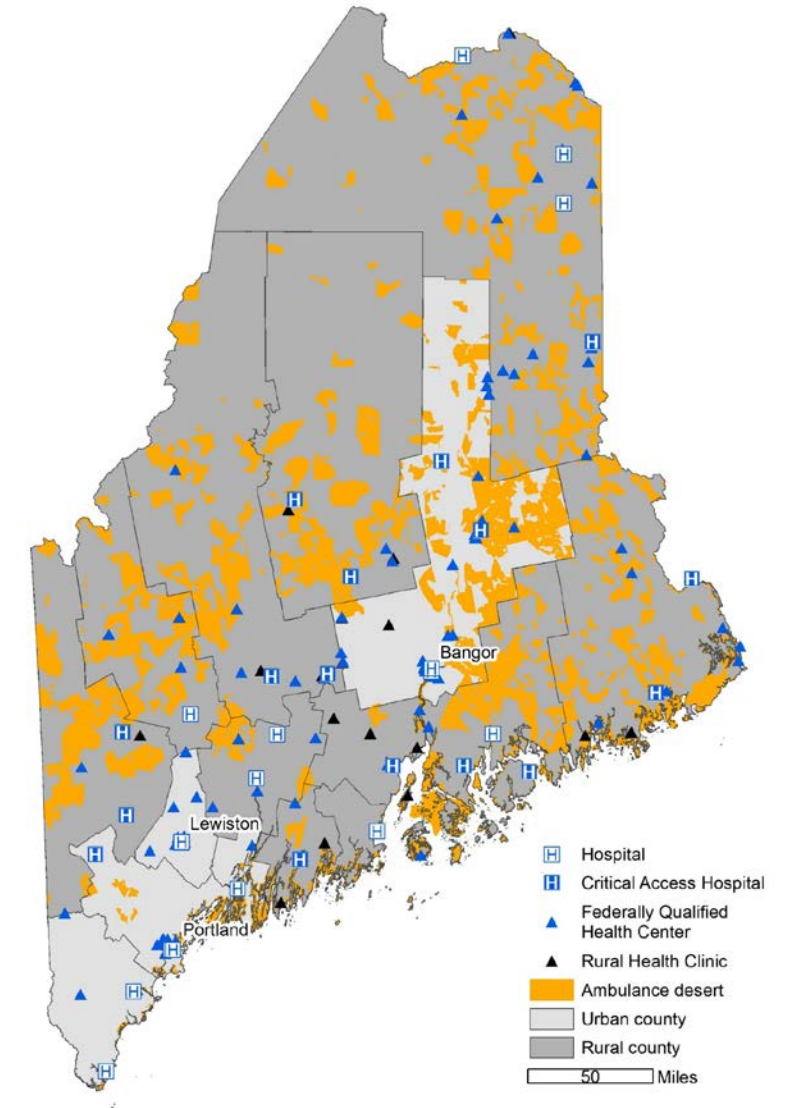 Bangor
Lewiston
Portland
H Hospital
H Critical Access Hospital
Federally Qualified
Health Center
Rural Health Clinic
Ambulance desert
Urban county
Rural county
50 Miles